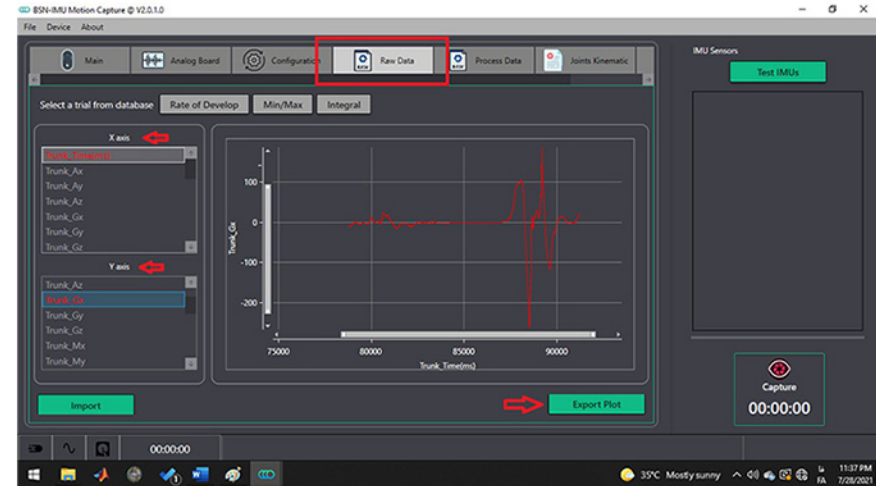 BSN-IMU Motion Capture @ V2.0.1.0
File Device About
Main
Analog Board
Configuration
Raw Data
Process Data
Joints Kinematic
IMU Sensors
Test IMUs
Select a trial from database
Rate of Develop
Min/Max
Integral
X axis
Trunk_Time(ms)
Trunk_Ax
Trunk_Ay
Trunk_Az
Trunk_Gx
Trunk_Gy
Trunk_Gz
Y axis
Trunk_Az
Trunk_Gx
Trunk_Gy
Trunk_Gz
Trunk_Mx
Trunk_My
Trunk_Gx
100
0
-100
-200
75000 80000 85000 90000
Trunk_Time(ms)
Import
Export Plot
Capture
00:00:00
00:00:00
35°C Mostly sunny
FA
11:37 PM
7/28/2021